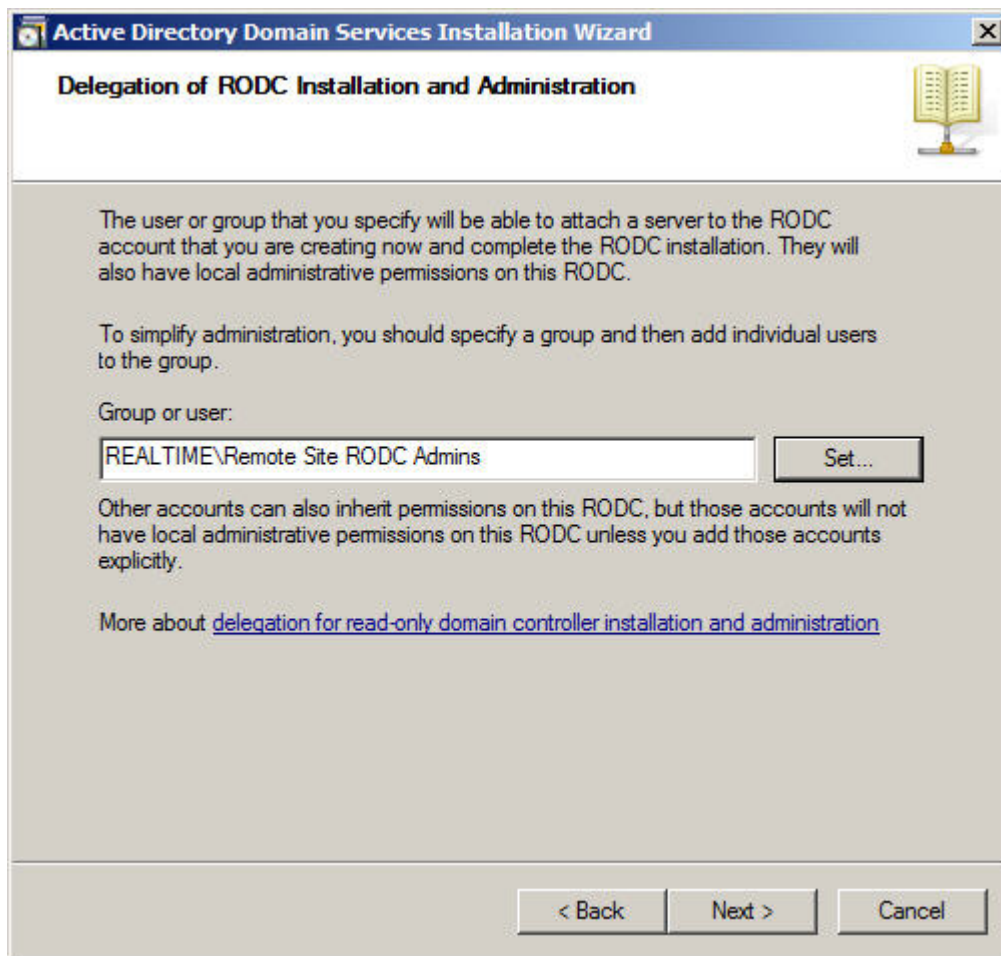 Active Directory Domain Services Installation Wizard
Delegation of RODC Installation and Administration
The user or group that you specify will be able to attach a server to the RODC
account that you are creating now and complete the RODC installation. They will
also have local administrative permissions on this RODC.
To simplify administration, you should specify a group and then add individual users
to the group.
Group or user:
REALTIME\Remote Site RODC Admins
Set...
Other accounts can also inherit permissions on this RODC, but those accounts will not
have local administrative permissions on this RODC unless you add those accounts
explicitly.
More about delegation for read-only domain controller installation and administration
< Back
Next >
Cancel